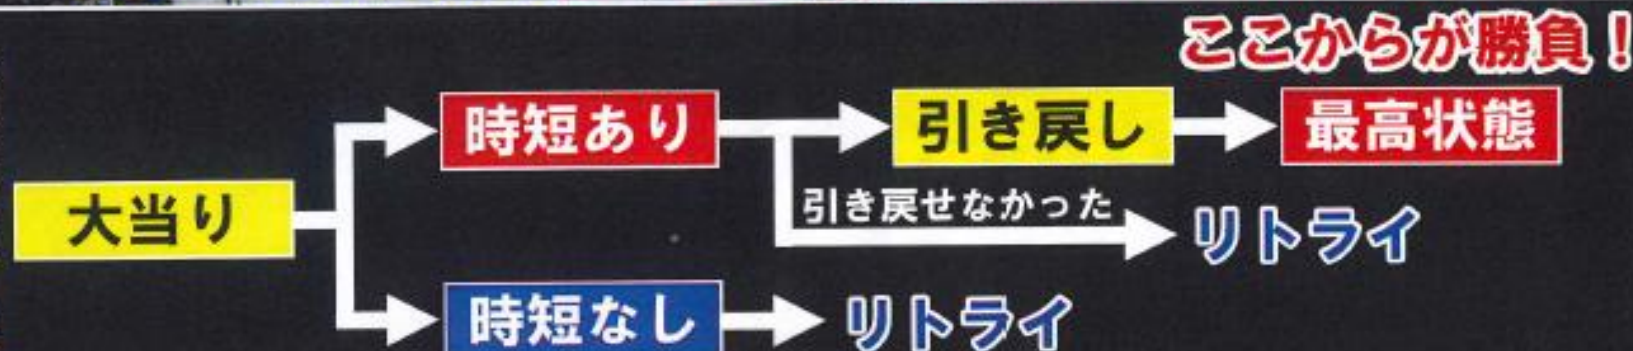 ここからが勝負！
時短あり
引き戻し
最高状態
大当り
引き戻せなかった
リトライ
時短なし
リトライ